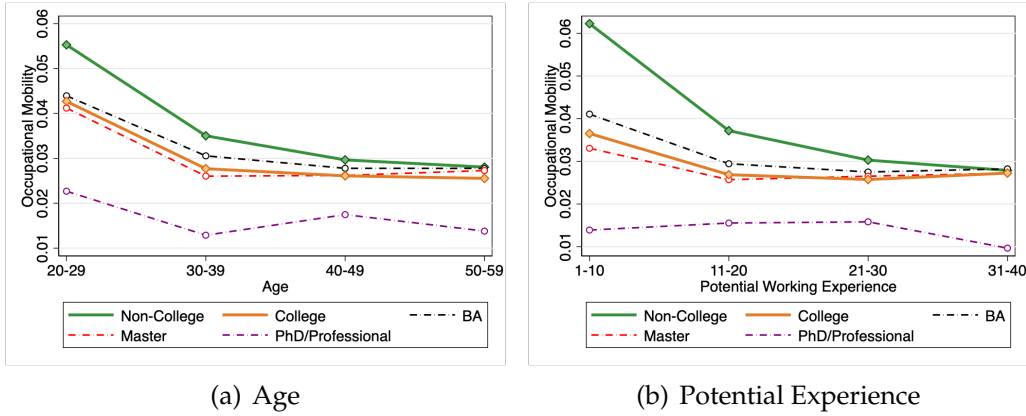 0.06
0.05
0.04
0.03
0.02
0.01
Occupational Mobility
20-29 30-39 40-49 50-59
Age
Non-College College BA
Master PhD/Professional
(a) Age
0.06
0.05
0.04
0.03
0.02
0.01
Occupational Mobility
1-10 11-20 21-30 31-40
Potential Working Experience
Non-College College BA
Master PhD/Professional
(b) Potential Experience